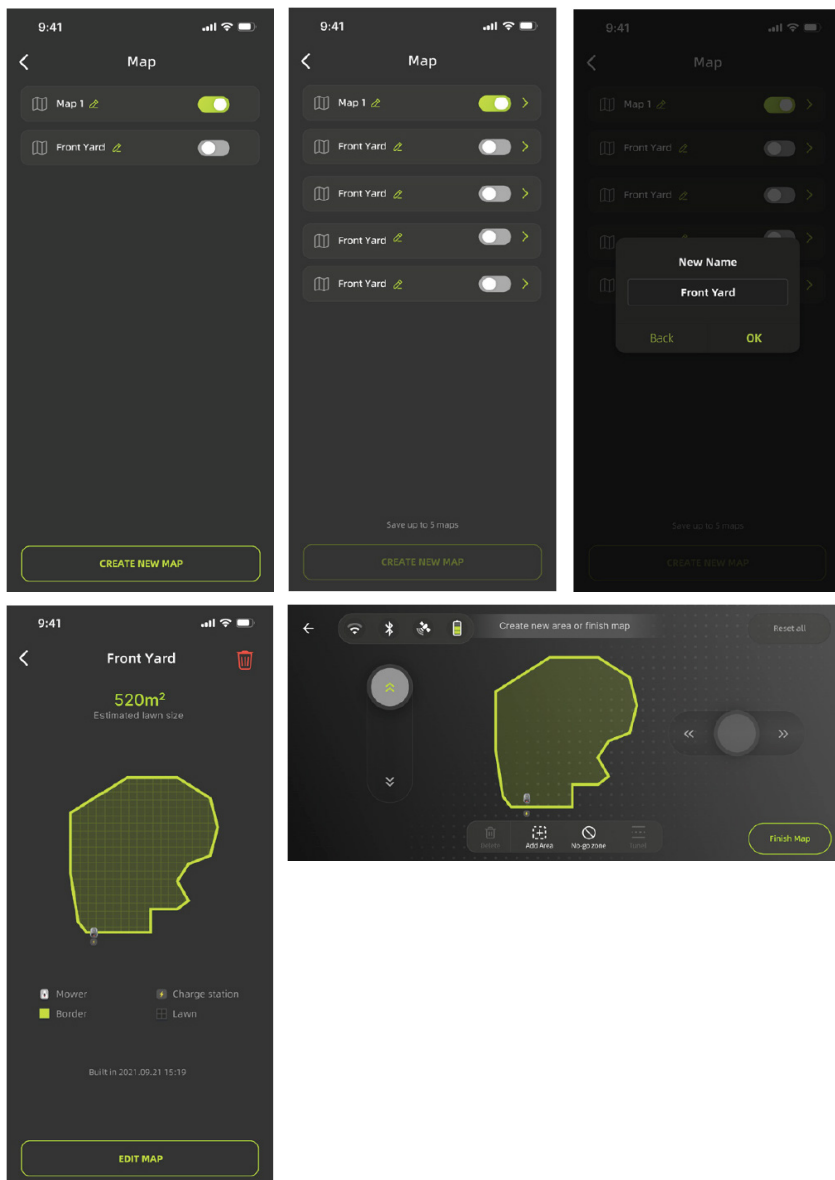 9:41
Map
Map 1
Front Yard
CREATE NEW MAP
9:41
Map
Map 1
Front Yard
Front Yard
Front Yard
Front Yard
Save up to 5 maps
CREATE NEW MAP
9:41
Map
Map 1
Front Yard
Front Yard
New Name
Front Yard
Back OK
Save up to 5 maps
CREATE NEW MAP
9:41
Front Yard
520m²
Estimated lawn size
Mower Charge station
Border Lawn
Built in 2021.09.21 15:19
EDIT MAP
Create new area or finish map Reset all
Delete Add Area No-go zone
Finish Map